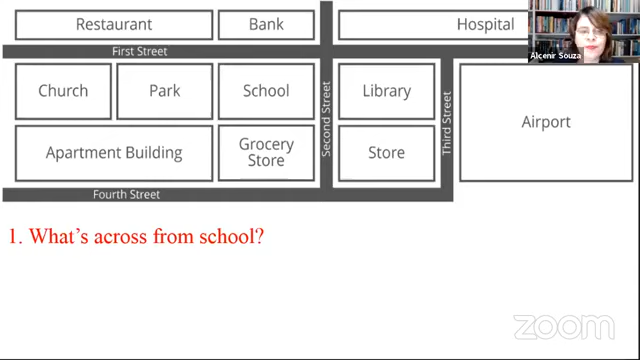 Restaurant
Bank
Hospital
Alcenir Souza
First Street
Church
Park
School
Second Street
Library
Third Street
Airport
Apartment Building
Grocery
Store
Store
Fourth Street
1. What's across from school?
zoom